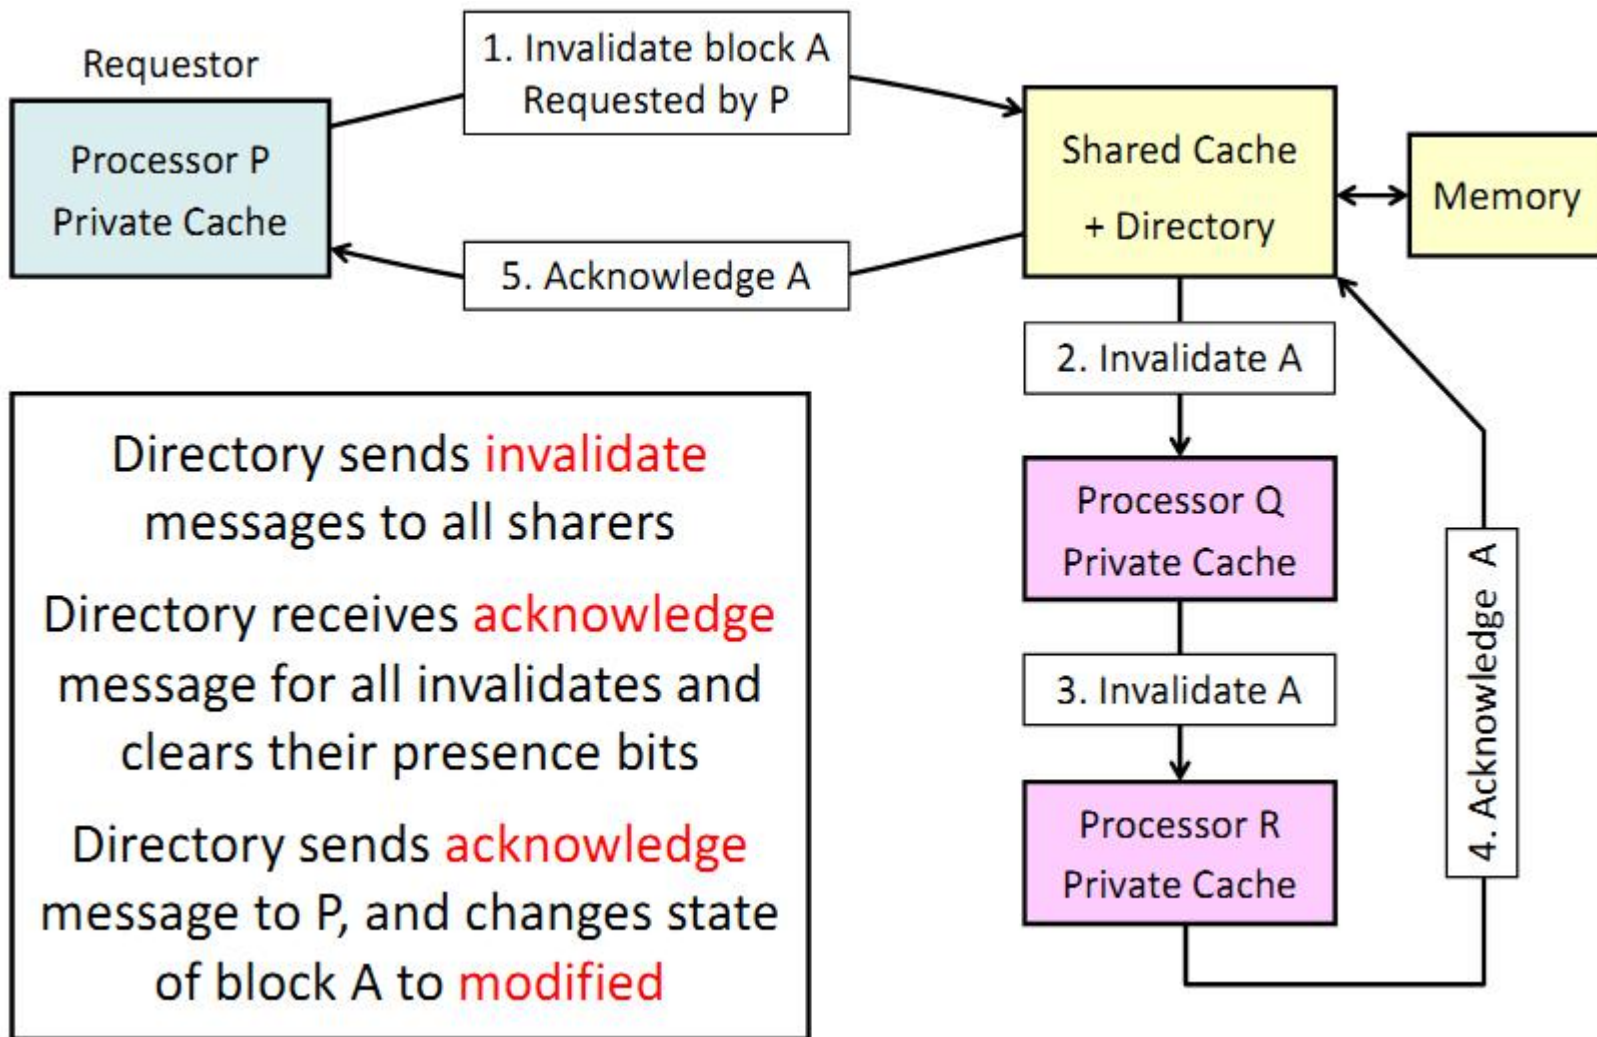 Requestor
Processor P
Private Cache
1. Invalidate block A
Requested by P
5. Acknowledge A
Shared Cache
+ Directory
Memory
2. Invalidate A
Processor Q
Private Cache
3. Invalidate A
Processor R
Private Cache
4. Acknowledge A
Directory sends invalidate
messages to all sharers
Directory receives acknowledge
message for all invalidates and
clears their presence bits
Directory sends acknowledge
message to P, and changes state
of block A to modified